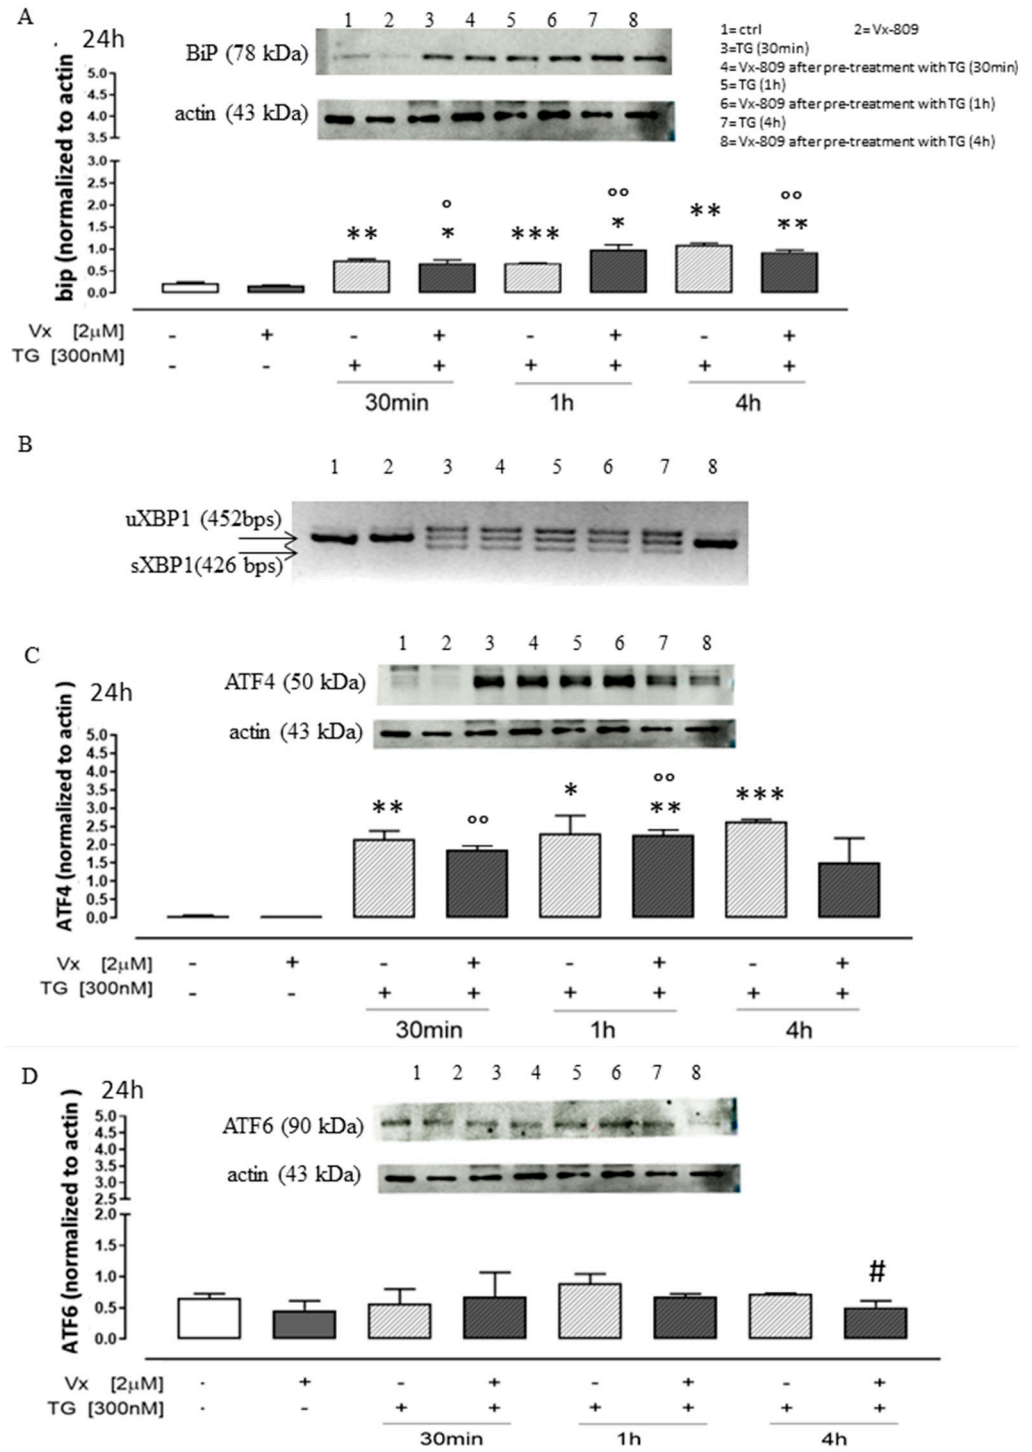 A
24h
1 2 3 4 5 6 7 8
BiP (78 kDa)
actin (43 kDa)
1= ctrl 2= Vx-809
3=TG (30min)
4= Vx-809 after pre-treatment with TG (30min)
5= TG (1h)
6= Vx-809 after pre-treatment with TG (1h)
7= TG (4h)
8= Vx-809 after pre-treatment with TG (4h)
bip (normalized to actin
5.0
4.5
4.0
3.5
3.0
2.5
2.0
1.5
1.0
0.5
0.0
° °° °°
** * *** * ** **
Vx [2µM] - + - + - + - +
TG [300nM] - - + + + + + +
30min 1h 4h
B
1 2 3 4 5 6 7 8
uXBP1 (452bps)
sXBP1(426 bps)
C
24h
1 2 3 4 5 6 7 8
ATF4 (50 kDa)
actin (43 kDa)
ATF4 (normalized to actin )
5.0
4.5
4.0
3.5
3.0
2.5
2.0
1.5
1.0
0.5
0.0
°°
** °° * ** ***
Vx [2µM] - + - + - + - +
TG [300nM] - - + + + + + +
30min 1h 4h
D
24h
1 2 3 4 5 6 7 8
ATF6 (90 kDa)
actin (43 kDa)
ATF6 (normalized to actin )
5.0
4.5
4.0
3.5
3.0
2.5
2.0
1.5
1.0
0.5
0.0
#
Vx [2µM] - + - + - + - +
TG [300nM] - - + + + + + +
30min 1h 4h